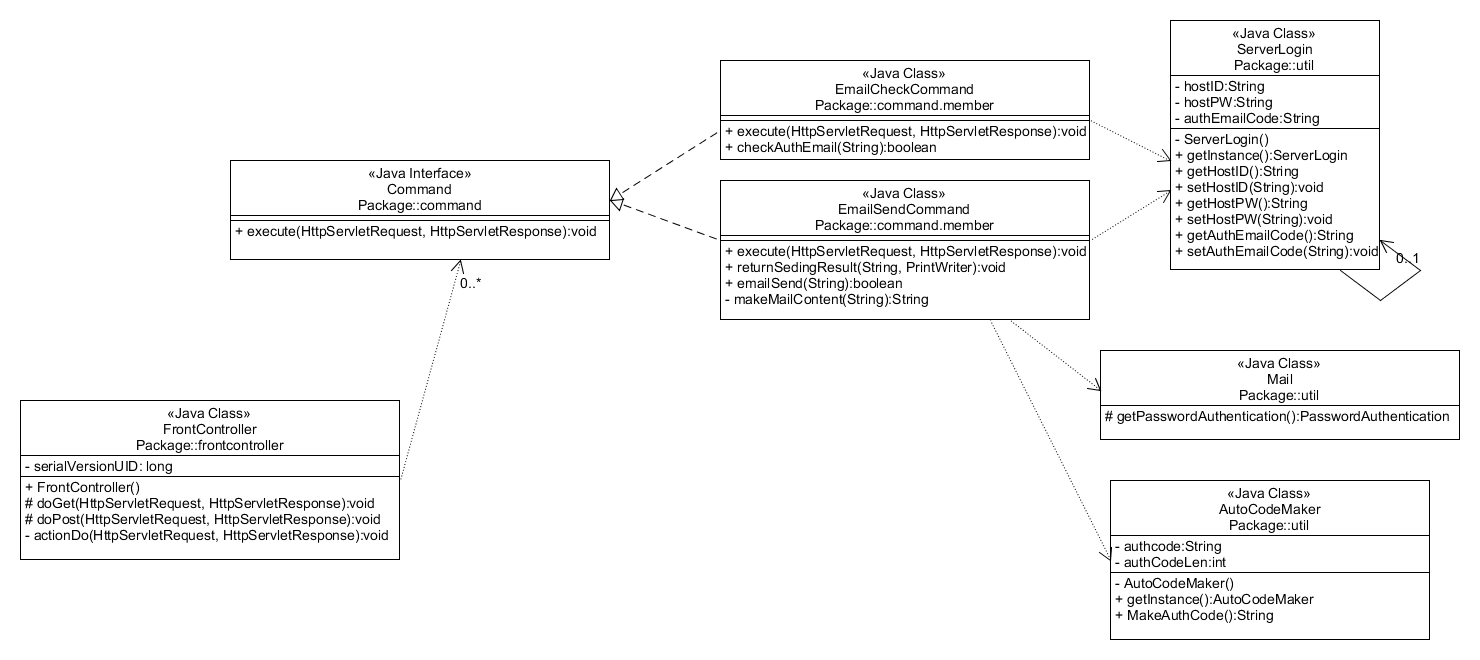 «Java Interface»
Command
Package::command
+ execute(HttpServletRequest, HttpServletResponse):void
«Java Class»
EmailCheckCommand
Package::command.member
+ execute(HttpServletRequest, HttpServletResponse):void
+ checkAuthEmail(String):boolean
«Java Class»
EmailSendCommand
Package::command.member
+ execute(HttpServletRequest, HttpServletResponse):void
+ returnSedingResult(String, PrintWriter):void
+ emailSend(String):boolean
- makeMailContent(String):String
«Java Class»
ServerLogin
Package::util
- hostID:String
- hostPW:String
- authEmailCode:String
- ServerLogin()
+ getInstance():ServerLogin
+ getHostID():String
+ setHostID(String):void
+ getHostPW():String
+ setHostPW(String):void
+ getAuthEmailCode():String
+ setAuthEmailCode(String):void
0..1
0..*
«Java Class»
FrontController
Package::frontcontroller
- serialVersionUID: long
+ FrontController()
# doGet(HttpServletRequest, HttpServletResponse):void
# doPost(HttpServletRequest, HttpServletResponse):void
- actionDo(HttpServletRequest, HttpServletResponse):void
«Java Class»
Mail
Package::util
# getPasswordAuthentication():PasswordAuthentication
«Java Class»
AutoCodeMaker
Package::util
- authcode:String
- authCodeLen:int
- AutoCodeMaker()
+ getInstance():AutoCodeMaker
+ MakeAuthCode():String